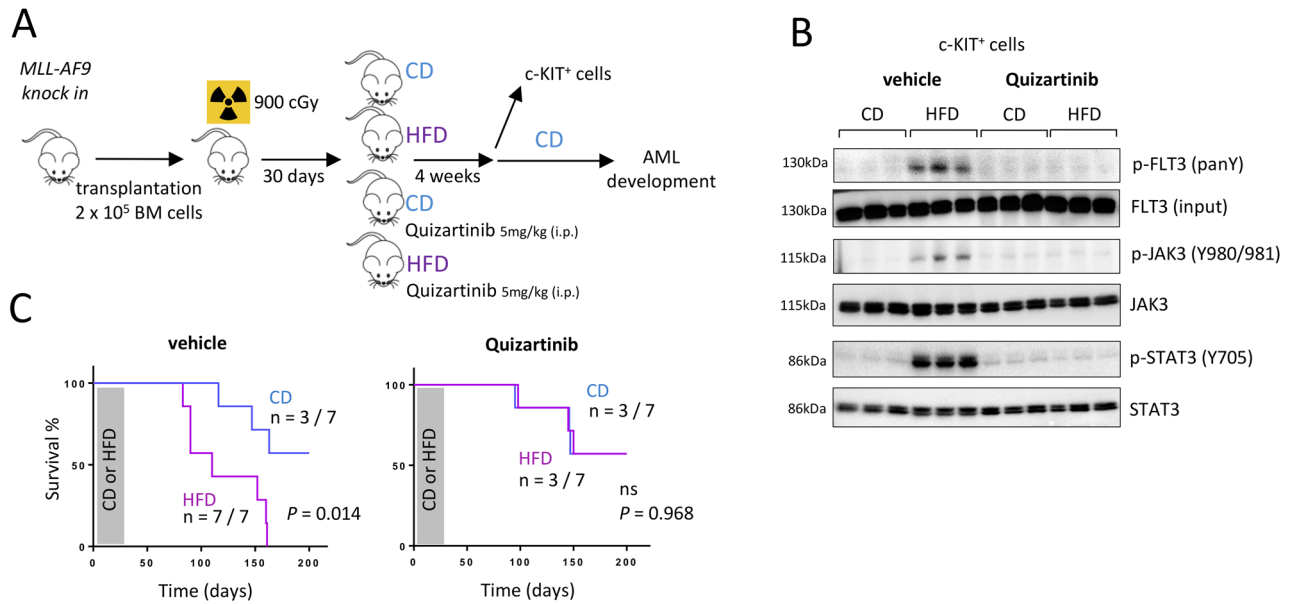 A
MLL-AF9
knock in
transplantation
2 x 10⁵ BM cells
900 cGy
30 days
CD
HFD
CD
Quizartinib 5mg/kg (i.p.)
HFD
Quizartinib 5mg/kg (i.p.)
4 weeks
c-KIT⁺ cells
CD
AML
development
B
c-KIT⁺ cells
vehicle Quizartinib
CD HFD CD HFD
130kDa p-FLT3 (panY)
130kDa FLT3 (input)
115kDa p-JAK3 (Y980/981)
115kDa JAK3
86kDa p-STAT3 (Y705)
86kDa STAT3
C
vehicle
Survival %
100
50
0
CD or HFD
CD
n = 3 / 7
HFD
n = 7 / 7
P = 0.014
0 50 100 150 200
Time (days)
Quizartinib
100
50
0
CD or HFD
CD
n = 3 / 7
HFD
n = 3 / 7
ns
P = 0.968
0 50 100 150 200
Time (days)